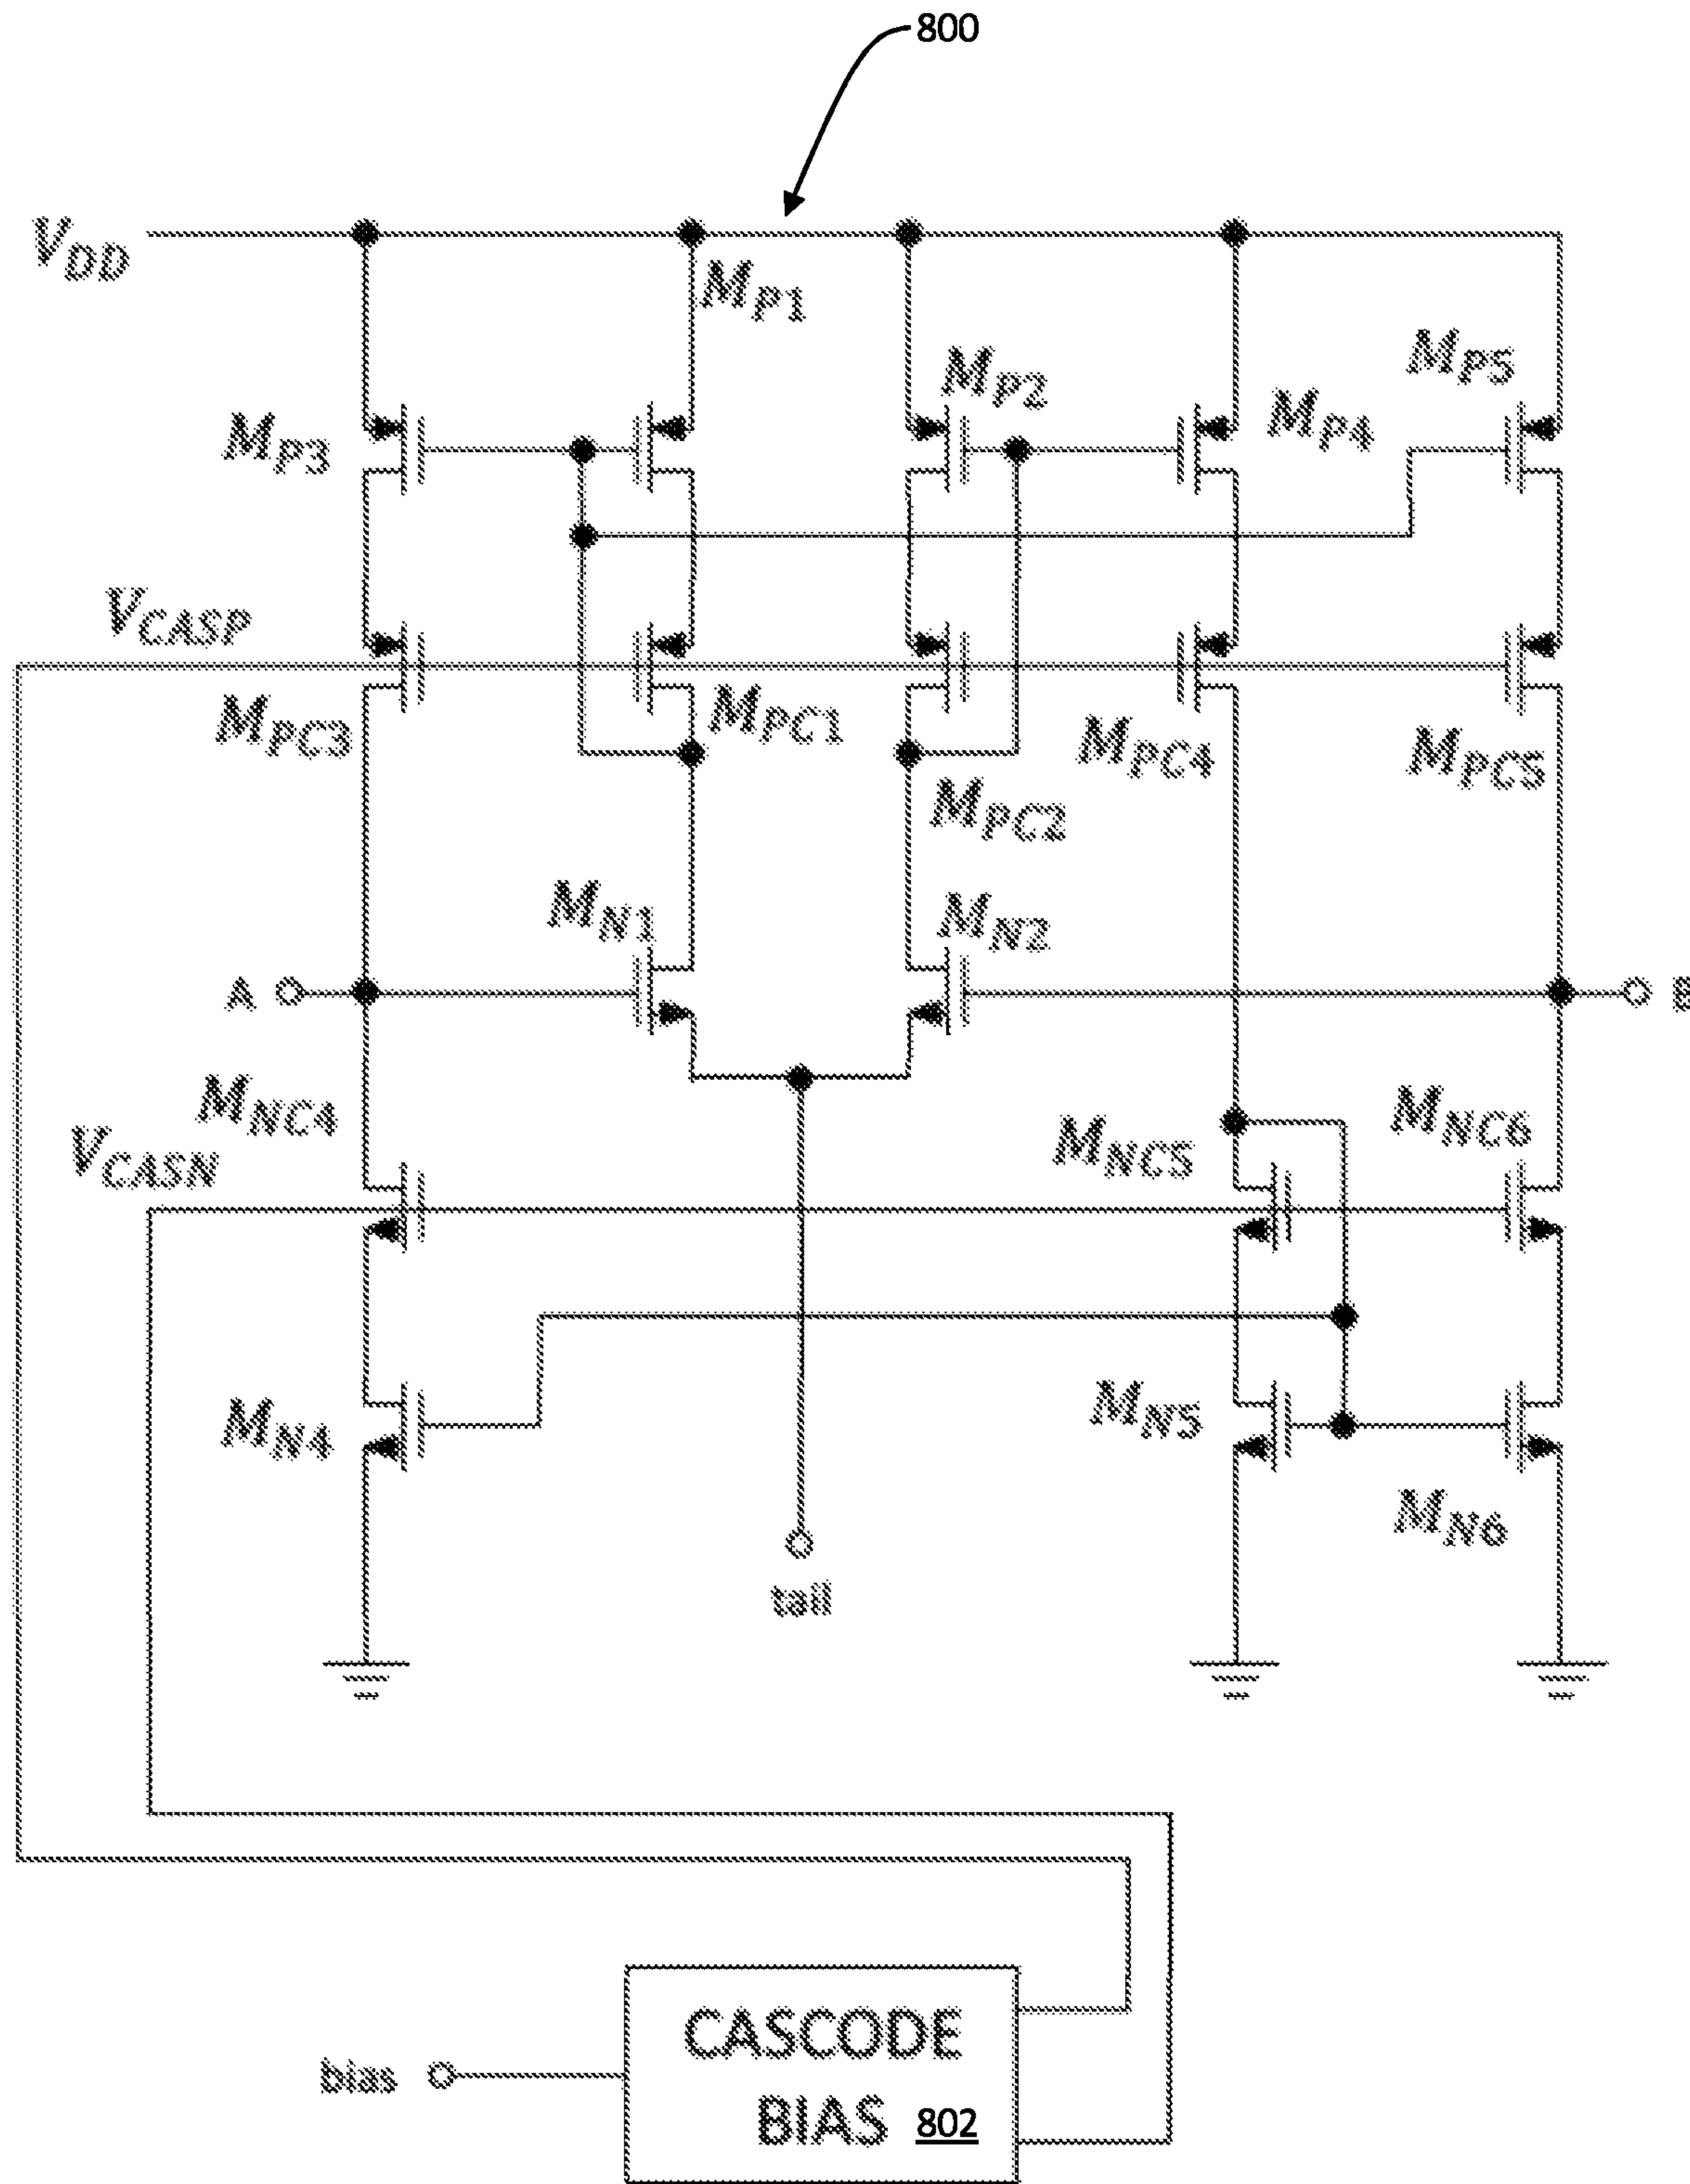 800
VDD
MP1
MP2
MP5
MP3
MP4
VCASP
MPC3
MPC1
MPC4
MPC5
MPC2
MN1
MN2
A
B
MNC4
MNC5
MNC6
VCASN
MN4
MN5
MN6
tail
CASCODE
bias
BIAS 802